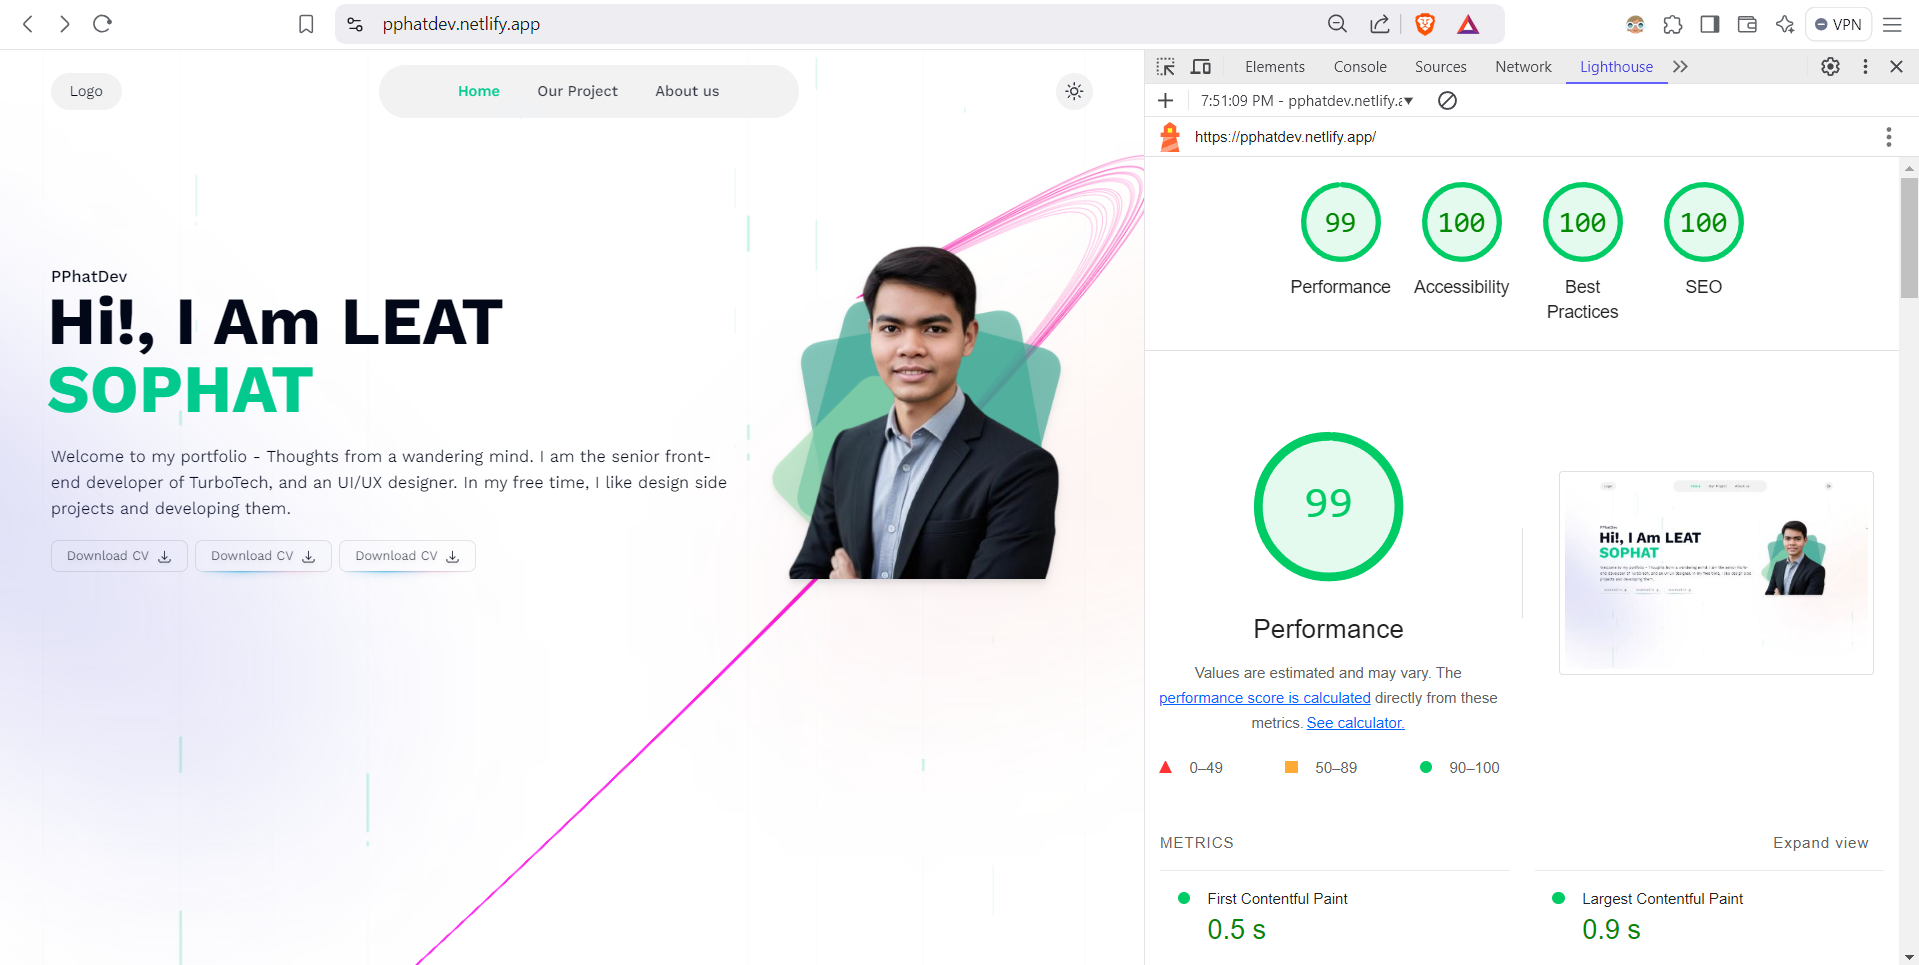 pphatdev.netlify.app
VPN
Logo
Home
Our Project
About us
PPhatDev
Hi!, I Am LEAT
SOPHAT
Welcome to my portfolio - Thoughts from a wandering mind. I am the senior front-
end developer of TurboTech, and an UI/UX designer. In my free time, I like design side
projects and developing them.
Download CV
Download CV
Download CV
Elements
Console
Sources
Network
Lighthouse
7:51:09 PM - pphatdev.netlify.a
https://pphatdev.netlify.app/
99
Performance
100
Accessibility
100
Best
Practices
100
SEO
99
Performance
Values are estimated and may vary. The
performance score is calculated directly from these
metrics. See calculator.
0–49
50–89
90–100
Hi!, I Am LEAT
SOPHAT
METRICS
Expand view
First Contentful Paint
0.5 s
Largest Contentful Paint
0.9 s